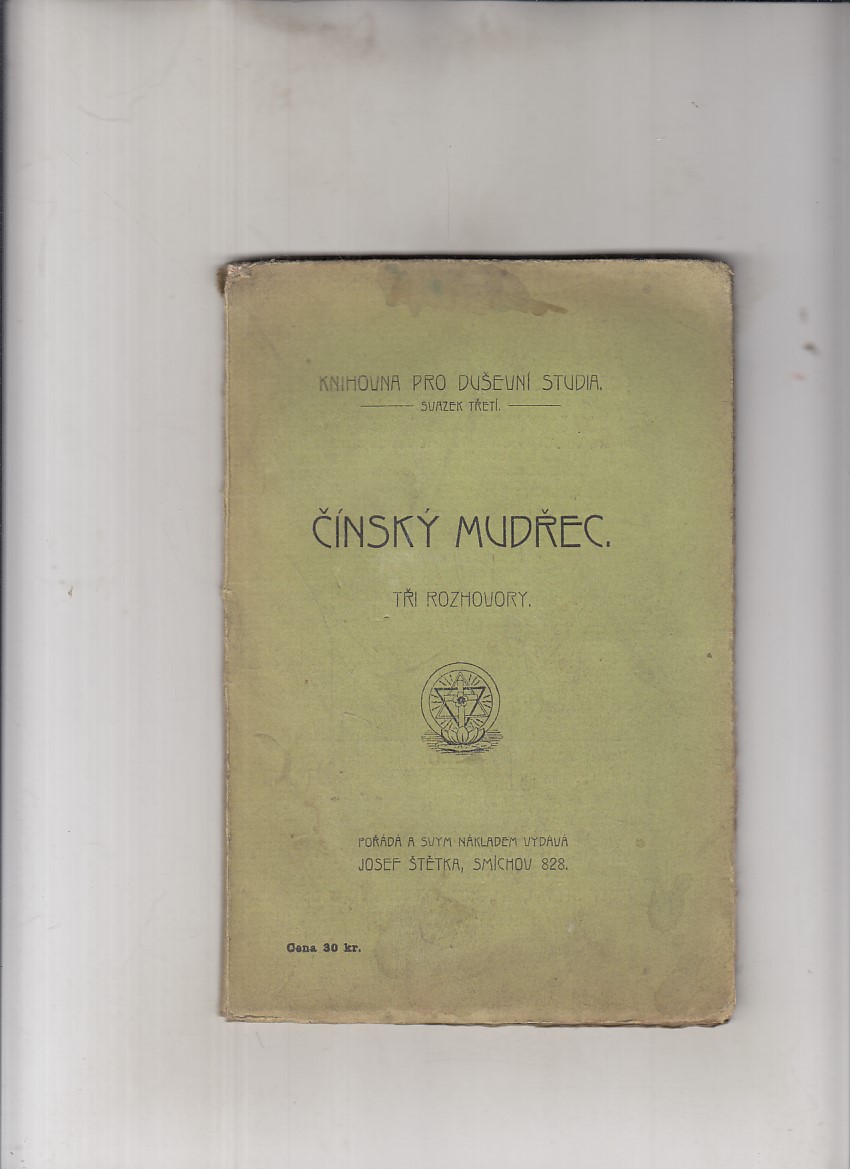 KNIHOVNA PRO DUŠEVNÍ STUDIA.
SVAZEK TŘETÍ.
ČÍNSKÝ MUDŘEC.
TŘI ROZHOVORY.
POŘÁDÁ A SVÝM NÁKLADEM VYDÁVÁ
JOSEF ŠTĚTKA, SMÍCHOV 828.
Cena 30 kr.